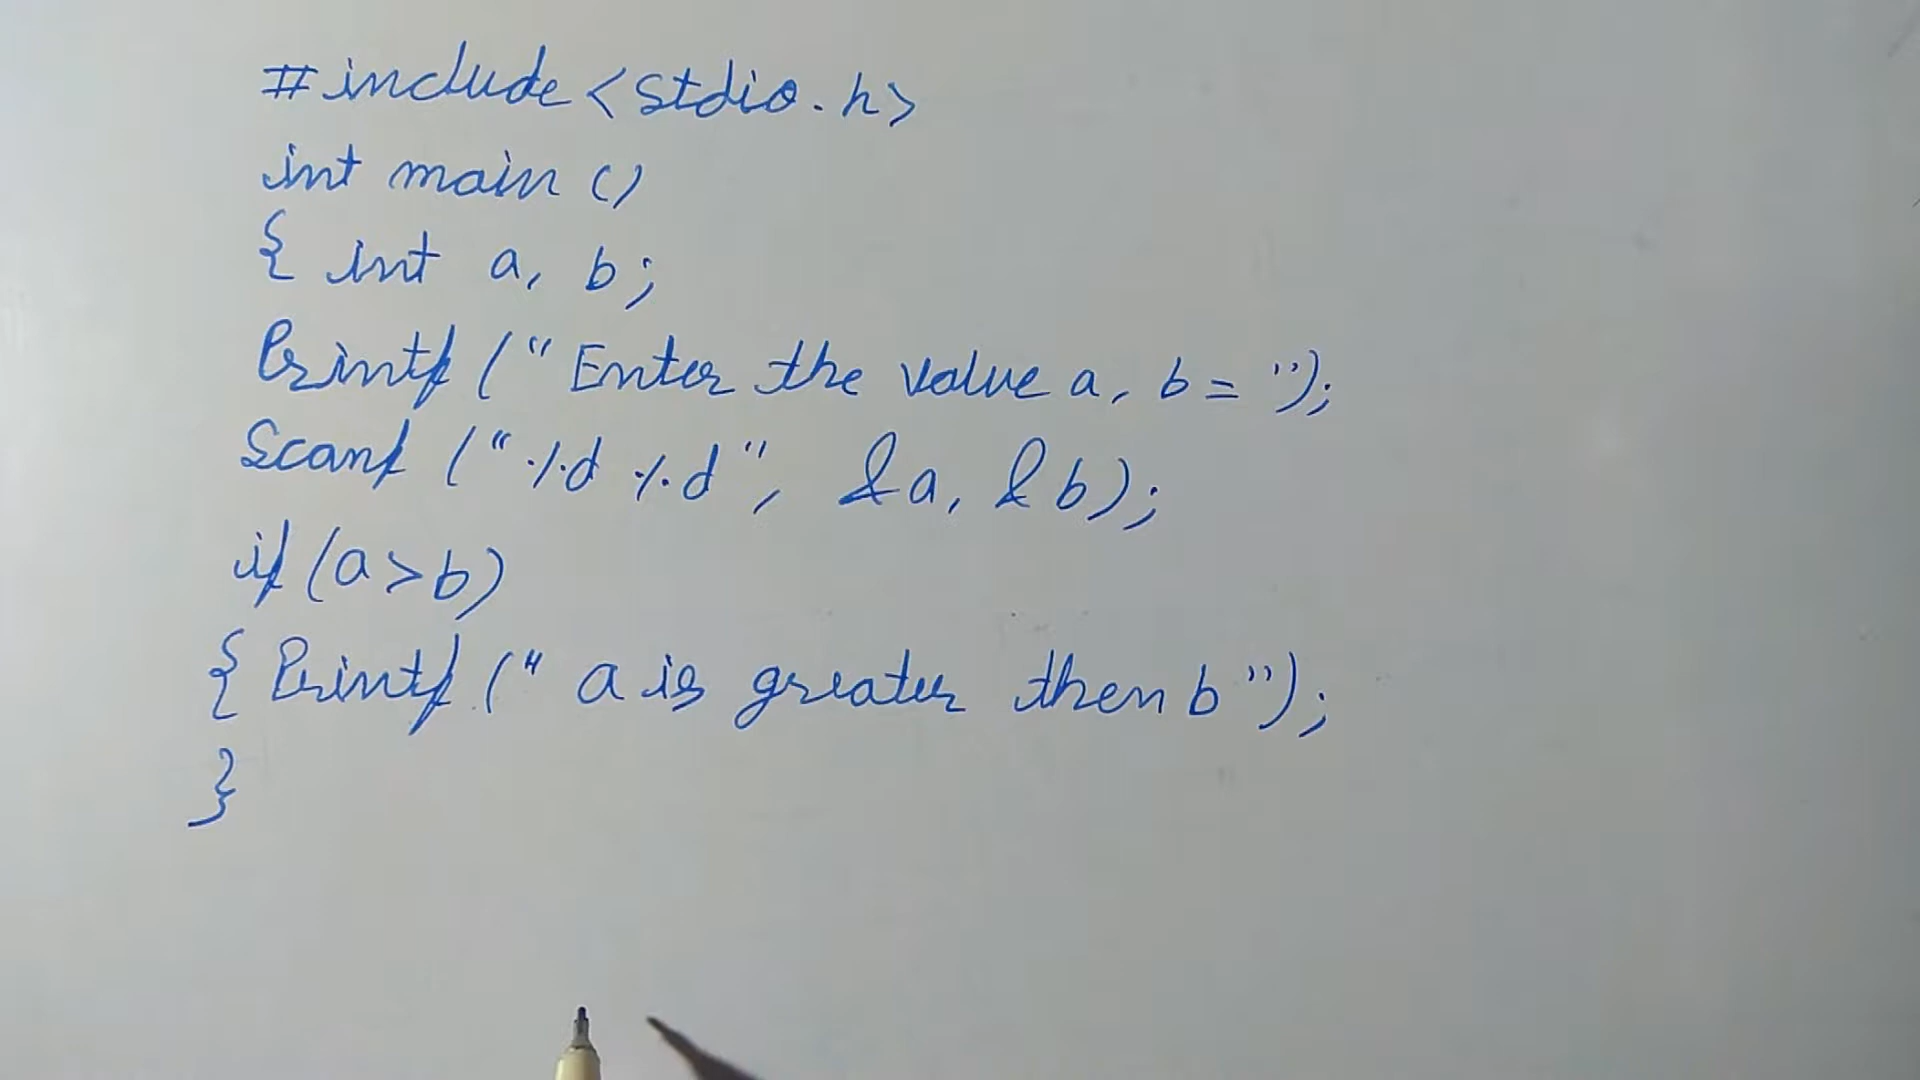 #include<stdio.h>
int main ()
{ int a, b;
Printf ("Enter the value a, b = ");
Scanf ("%d %d", &a, &b);
if (a>b)
{ Printf (" a is greater then b");
}